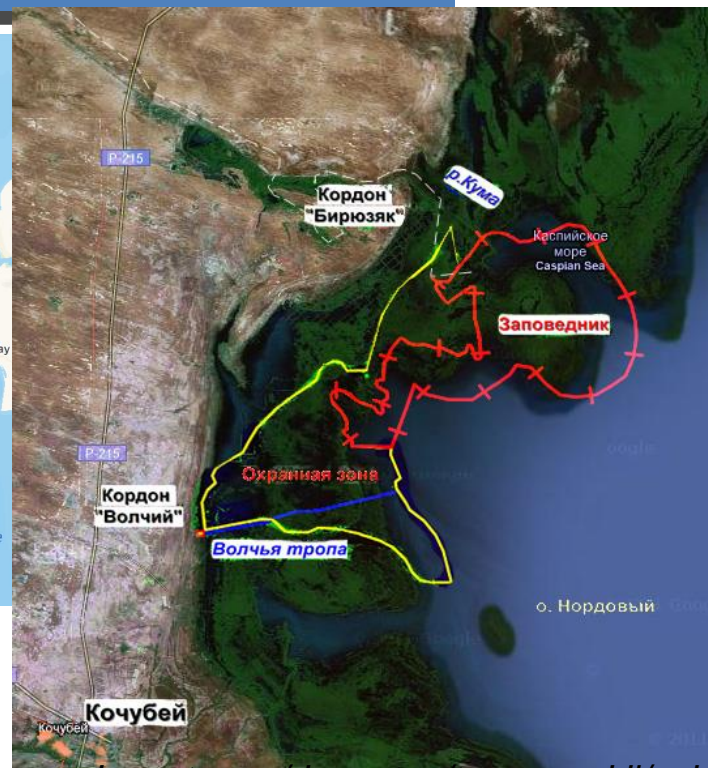 Р-215
р.Кума
Кордон
"Бирюзяк"
Каспийское
море
Caspian Sea
Заповедник
ay
Р-215
Охранная зона
Кордон
"Волчий"
Волчья тропа
о. Нордовый
Кочубей
Кочубей